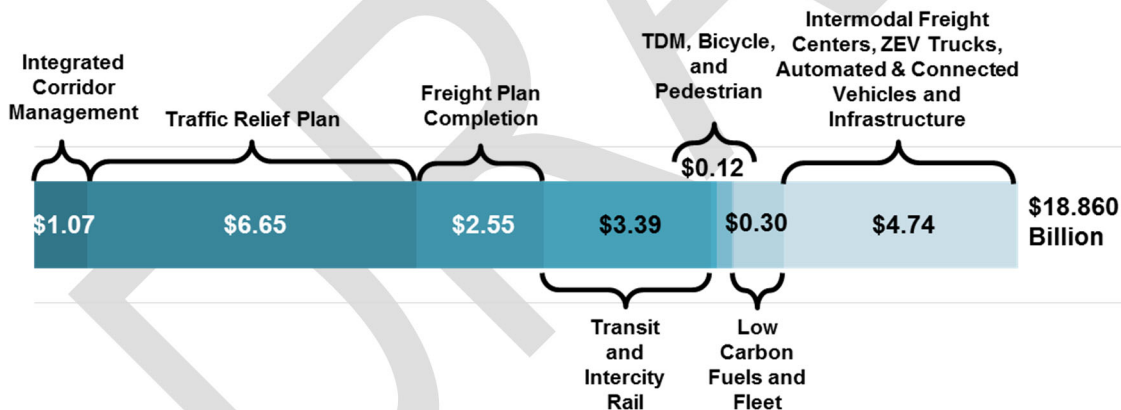 Integrated
Corridor
Management
Traffic Relief Plan
Freight Plan
Completion
TDM, Bicycle,
and
Pedestrian
Intermodal Freight
Centers, ZEV Trucks,
Automated & Connected
Vehicles and
Infrastructure
$0.12
$1.07
$6.65
$2.55
$3.39
$0.30
$4.74
$18.860
Billion
Transit
and
Intercity
Rail
Low
Carbon
Fuels and
Fleet